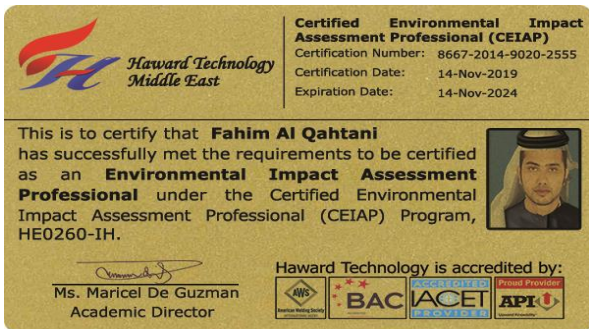 Haward Technology
Middle East
Certified Environmental Impact
Assessment Professional (CEIAP)
Certification Number: 8667-2014-9020-2555
Certification Date: 14-Nov-2019
Expiration Date: 14-Nov-2024
This is to certify that Fahim Al Qahtani
has successfully met the requirements to be certified
as an Environmental Impact Assessment
Professional under the Certified Environmental
Impact Assessment Professional (CEIAP) Program,
HE0260-IH.
Ms. Maricel De Guzman
Academic Director
Haward Technology is accredited by:
AWS
American Welding Society
BAC
ACCREDITED
IACET
PROVIDER
Proud Provider
API